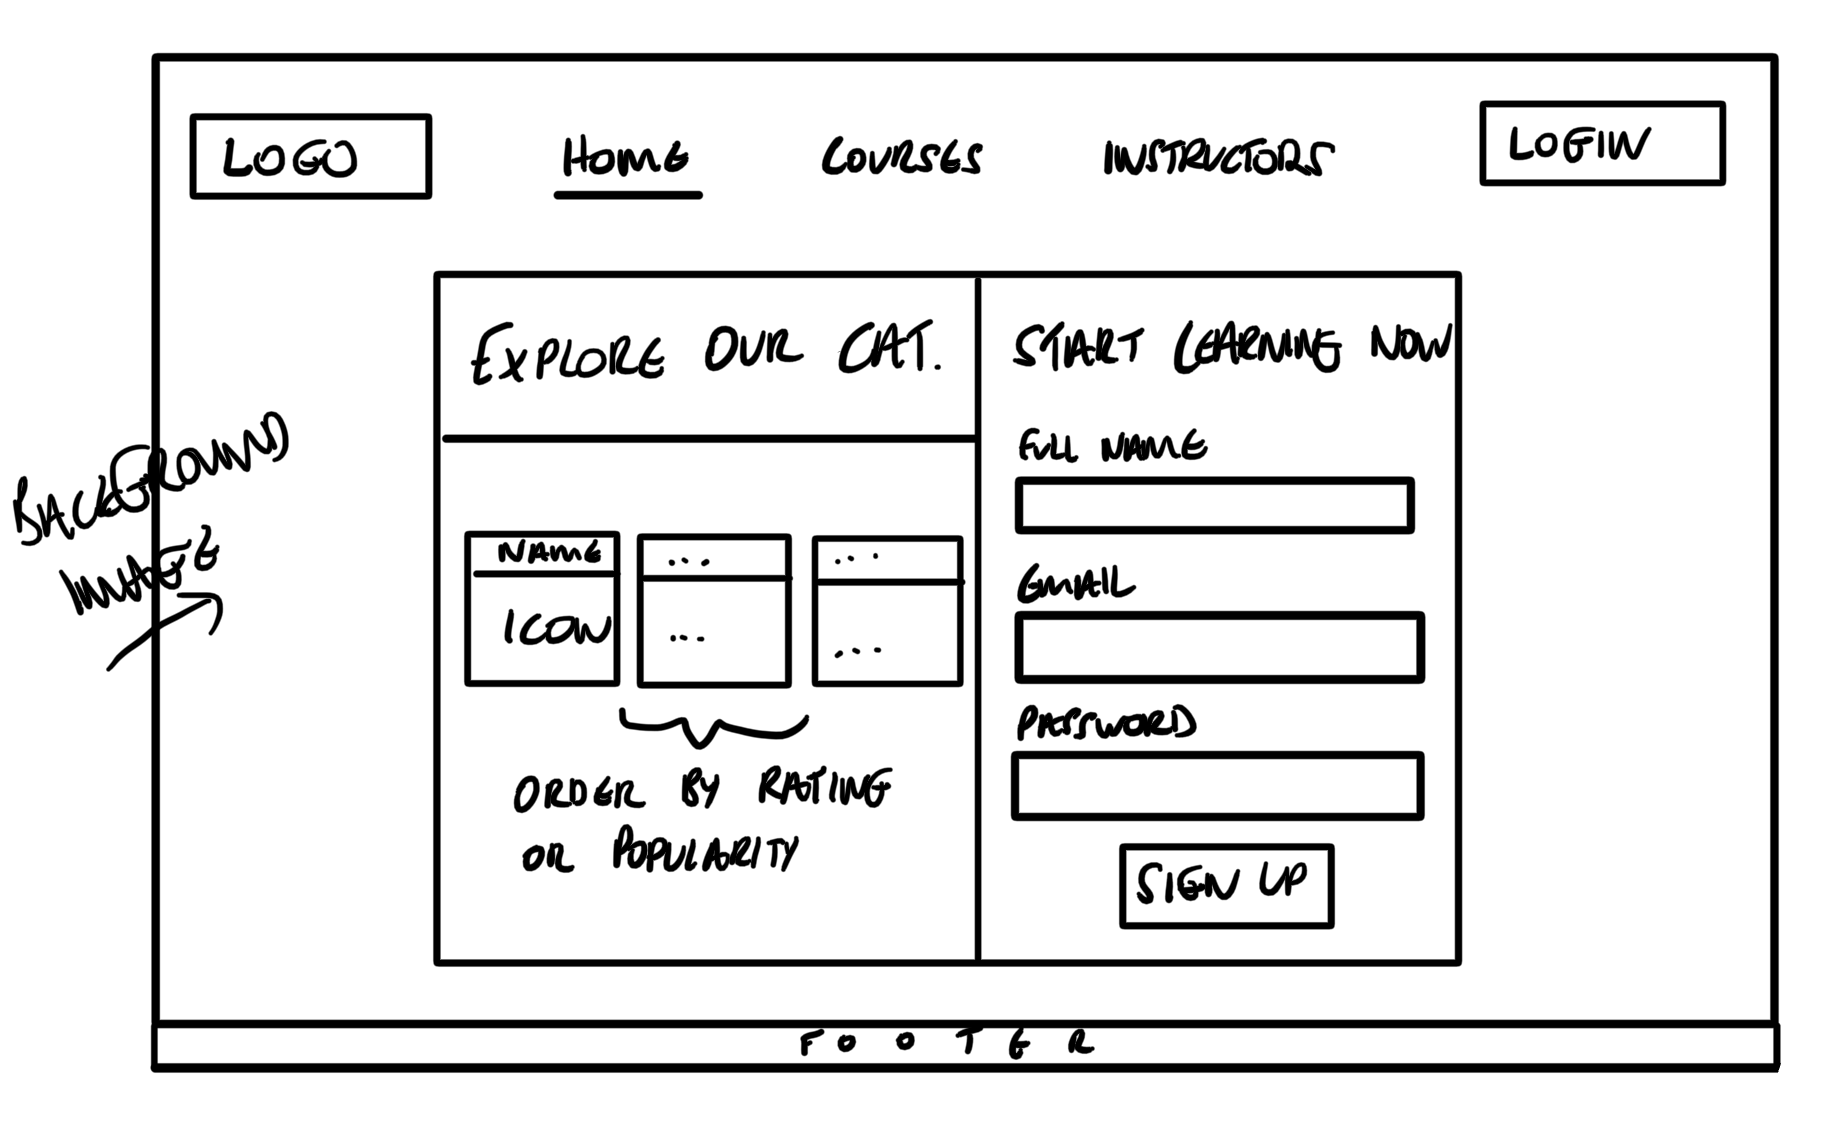 LOGO
HOME
COURSES
INSTRUCTORS
LOGIN
BACKGROUND
IMAGE
EXPLORE OUR CAT.
NAME
ICON
...
...
...
...
ORDER BY RATING
OR POPULARITY
START LEARNING NOW
FULL NAME
EMAIL
PASSWORD
SIGN UP
FOOTER